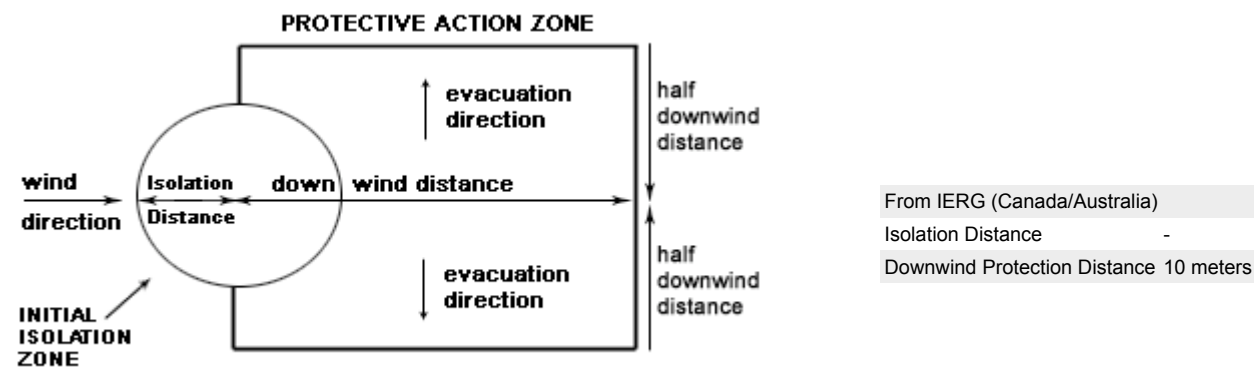 PROTECTIVE ACTION ZONE
evacuation
direction
half
downwind
distance
wind
direction
Isolation
Distance
down wind distance
evacuation
direction
half
downwind
distance
INITIAL
ISOLATION
ZONE
From IERG (Canada/Australia)
Isolation Distance -
Downwind Protection Distance 10 meters